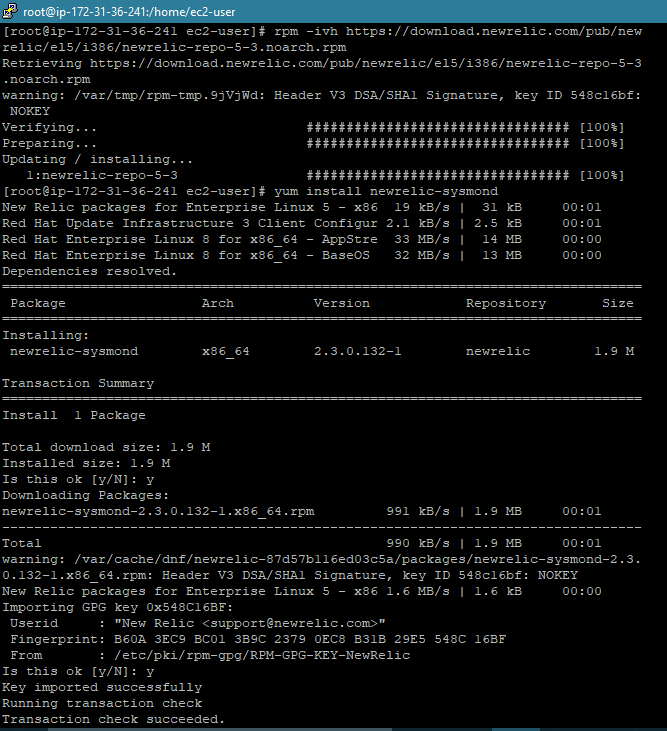 root@ip-172-31-36-241:/home/ec2-user
[root@ip-172-31-36-241 ec2-user]# rpm -ivh https://download.newrelic.com/pub/new
relic/el5/i386/newrelic-repo-5-3.noarch.rpm
Retrieving https://download.newrelic.com/pub/newrelic/el5/i386/newrelic-repo-5-3
.noarch.rpm
warning: /var/tmp/rpm-tmp.9jVjWd: Header V3 DSA/SHA1 Signature, key ID 548c16bf:
 NOKEY
Verifying...                          ################################# [100%]
Preparing...                          ################################# [100%]
Updating / installing...
   1:newrelic-repo-5-3                ################################# [100%]
[root@ip-172-31-36-241 ec2-user]# yum install newrelic-sysmond
New Relic packages for Enterprise Linux 5 - x86  19 kB/s |  31 kB     00:01
Red Hat Update Infrastructure 3 Client Configur 2.1 kB/s | 2.5 kB     00:01
Red Hat Enterprise Linux 8 for x86_64 - AppStre  33 MB/s |  14 MB     00:00
Red Hat Enterprise Linux 8 for x86_64 - BaseOS   32 MB/s |  13 MB     00:00
Dependencies resolved.
================================================================================
 Package                 Arch          Version            Repository       Size
================================================================================
Installing:
 newrelic-sysmond        x86_64        2.3.0.132-1        newrelic        1.9 M
Transaction Summary
================================================================================
Install  1 Package
Total download size: 1.9 M
Installed size: 1.9 M
Is this ok [y/N]: y
Downloading Packages:
newrelic-sysmond-2.3.0.132-1.x86_64.rpm         991 kB/s | 1.9 MB     00:01
--------------------------------------------------------------------------------
Total                                           990 kB/s | 1.9 MB     00:01
warning: /var/cache/dnf/newrelic-87d57b116ed03c5a/packages/newrelic-sysmond-2.3.
0.132-1.x86_64.rpm: Header V3 DSA/SHA1 Signature, key ID 548c16bf: NOKEY
New Relic packages for Enterprise Linux 5 - x86 1.6 MB/s | 1.6 kB     00:00
Importing GPG key 0x548C16BF:
 Userid     : "New Relic <support@newrelic.com>"
 Fingerprint: B60A 3EC9 BC01 3B9C 2379 0EC8 B31B 29E5 548C 16BF
 From       : /etc/pki/rpm-gpg/RPM-GPG-KEY-NewRelic
Is this ok [y/N]: y
Key imported successfully
Running transaction check
Transaction check succeeded.